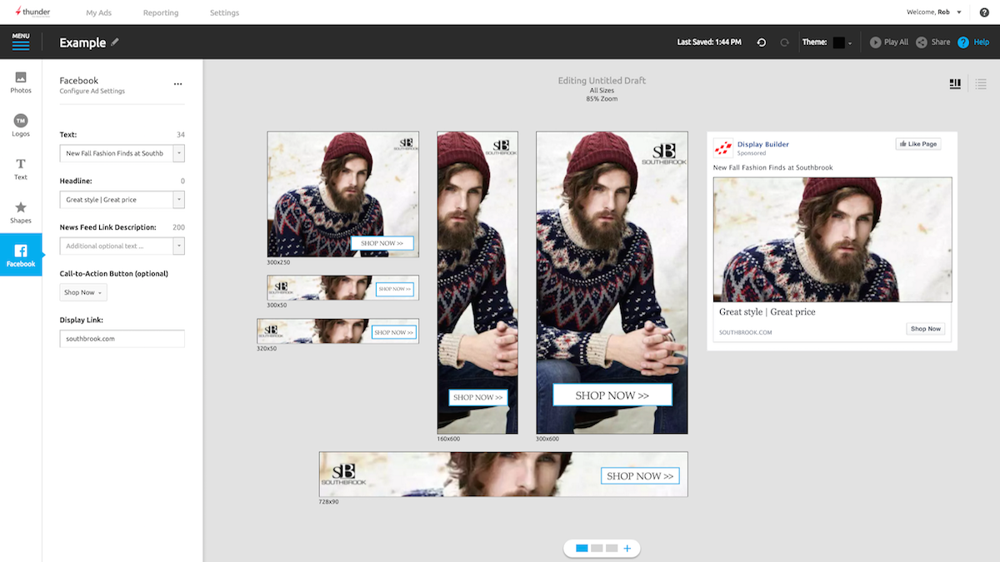 thunder
My Ads
Reporting
Settings
Welcome, Rob
?
MENU
Example
Last Saved: 1:44 PM
Theme:
Play All
Share
? Help
Photos
TM
Logos
T
Text
Shapes
f
Facebook
Facebook
Configure Ad Settings
Text: 34
New Fall Fashion Finds at Southb
Headline: 0
Great style | Great price
News Feed Link Description: 200
Additional optional text ...
Call-to-Action Button (optional)
Shop Now
Display Link:
southbrook.com
Editing Untitled Draft
All Sizes
85% Zoom
SB
SOUTHBROOK
SHOP NOW >>
300x250
SB
SOUTHBROOK
SHOP NOW >>
300x50
SB
SOUTHBROOK
SHOP NOW >>
320x50
SB
SOUTHBROOK
SHOP NOW >>
160x600
SB
SOUTHBROOK
SHOP NOW >>
300x600
SB
SOUTHBROOK
SHOP NOW >>
728x90
Display Builder
Sponsored
Like Page
New Fall Fashion Finds at Southbrook
Great style | Great price
SOUTHBROOK.COM
Shop Now
+